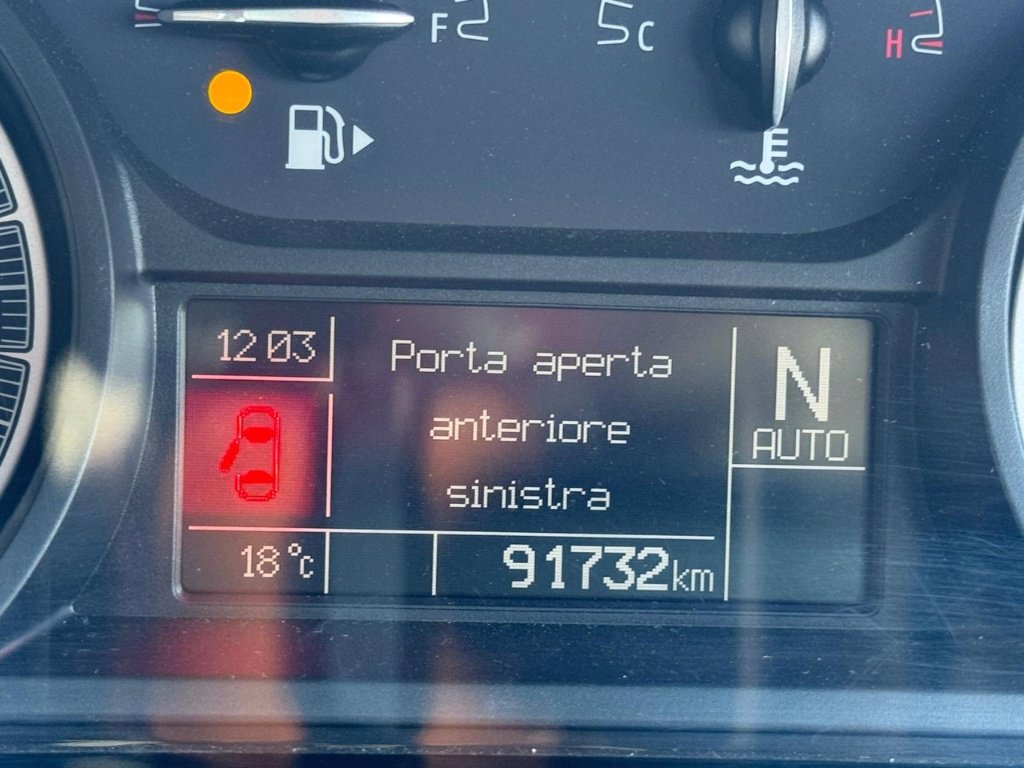 F
C
H
12 03
Porta aperta
anteriore
sinistra
N
AUTO
18°C
91732km